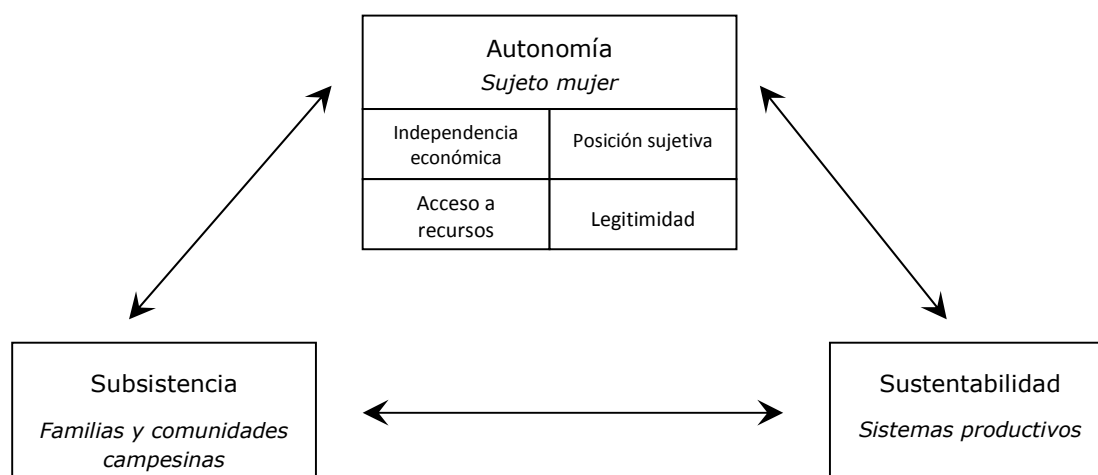 Autonomía
Sujeto mujer
Independencia
económica
Posición sujetiva
Acceso a
recursos
Legitimidad
Subsistencia
Familias y comunidades
campesinas
Sustentabilidad
Sistemas productivos